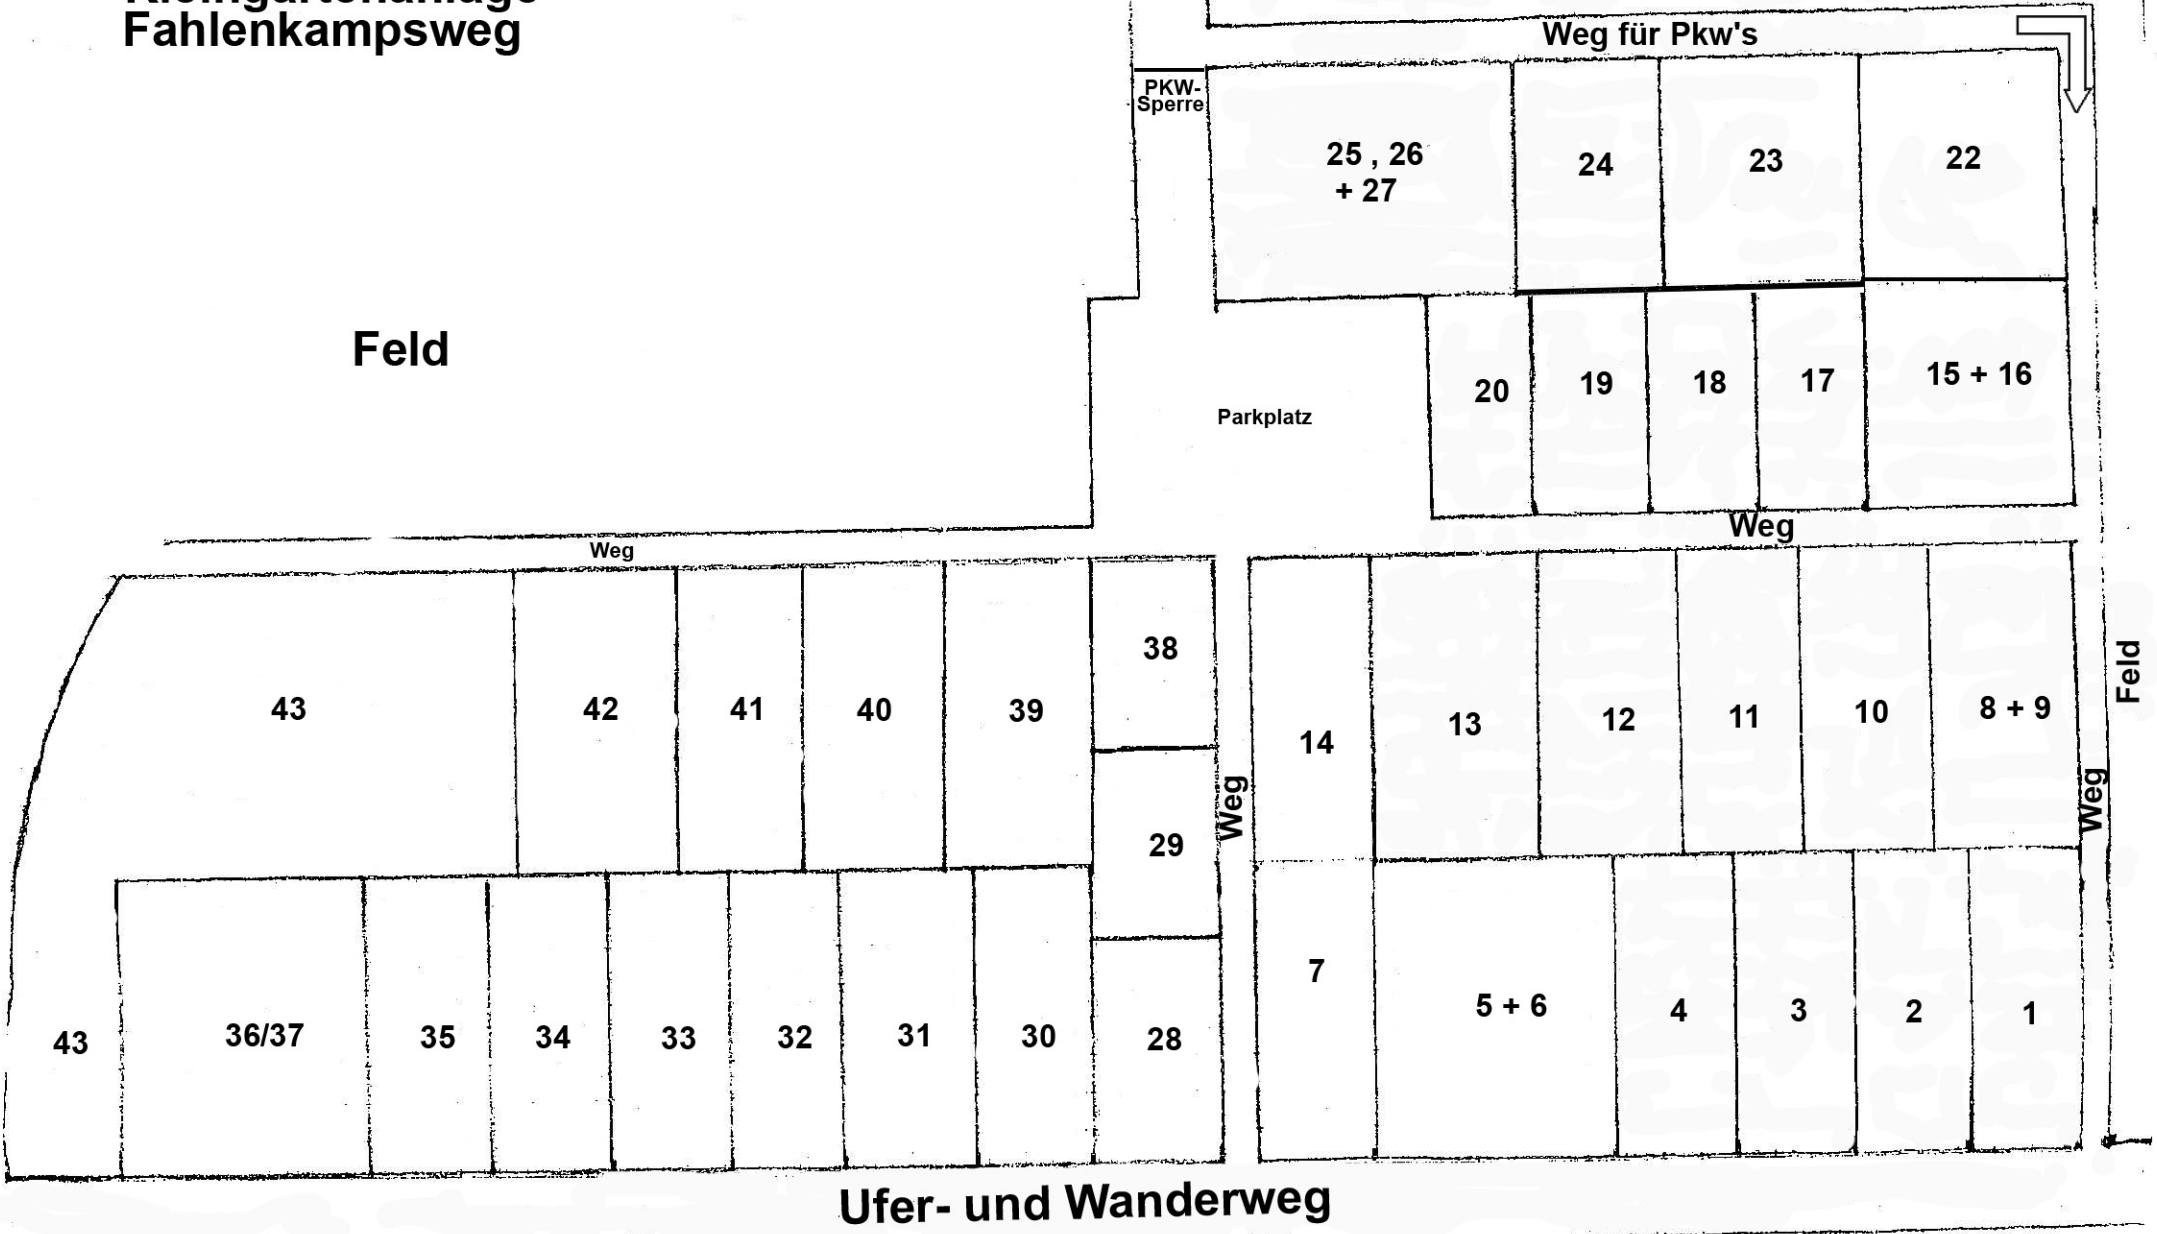 Kleingartenanlage
Fahlenkampsweg
Weg für Pkw's
PKW-
Sperre
25 , 26
+ 27
24
23
22
Feld
Parkplatz
20
19
18
17
15 + 16
Weg
Weg
43
42
41
40
39
38
29
Weg
14
13
12
11
10
8 + 9
Feld
Weg
43
36/37
35
34
33
32
31
30
28
7
5 + 6
4
3
2
1
Ufer- und Wanderweg